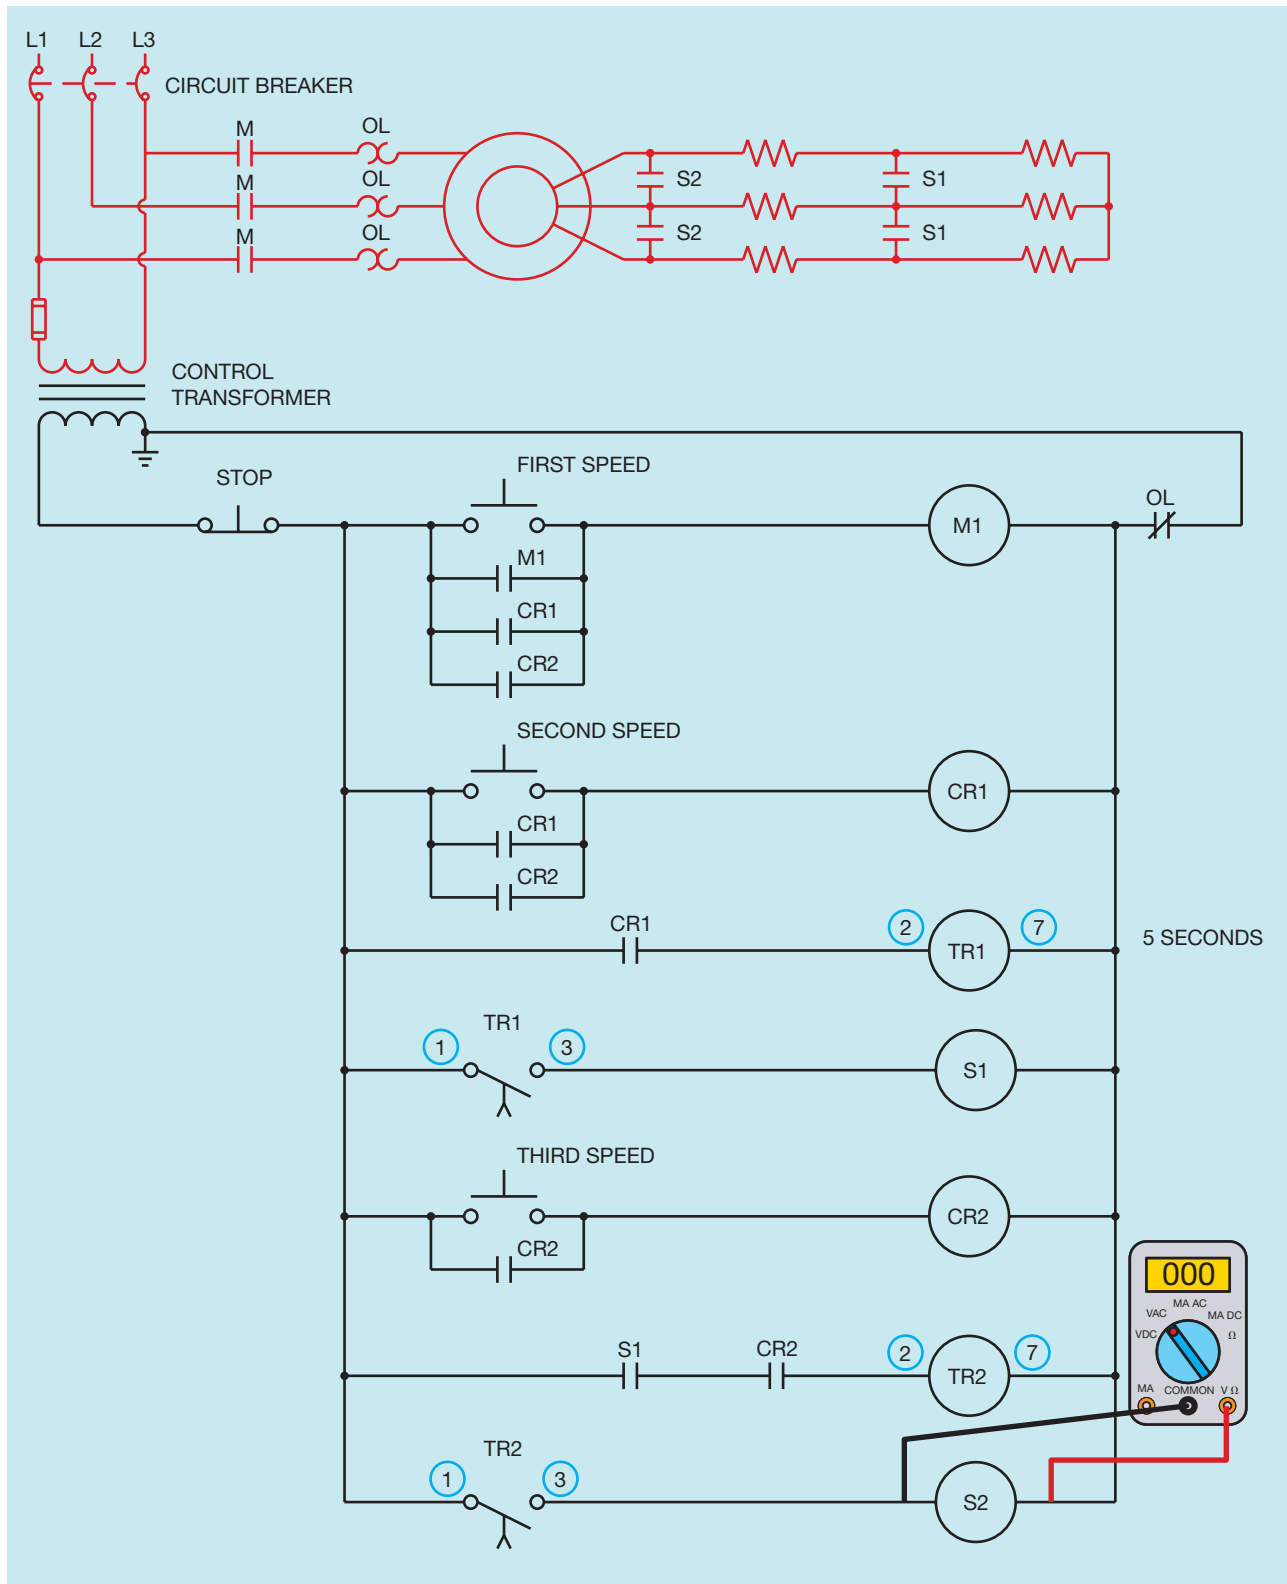 L1 L2 L3
CIRCUIT BREAKER
M OL
M OL
M OL
S2 S1
S2 S1
CONTROL
TRANSFORMER
FIRST SPEED
STOP
M1
OL
M1
CR1
CR2
SECOND SPEED
CR1
CR1
CR2
CR1
2 TR1 7
5 SECONDS
TR1
1 3
S1
THIRD SPEED
CR2
CR2
000
MA AC
VAC MA DC
VDC Ω
MA COMMON V Ω
S1 CR2
2 TR2 7
TR2
1 3
S2